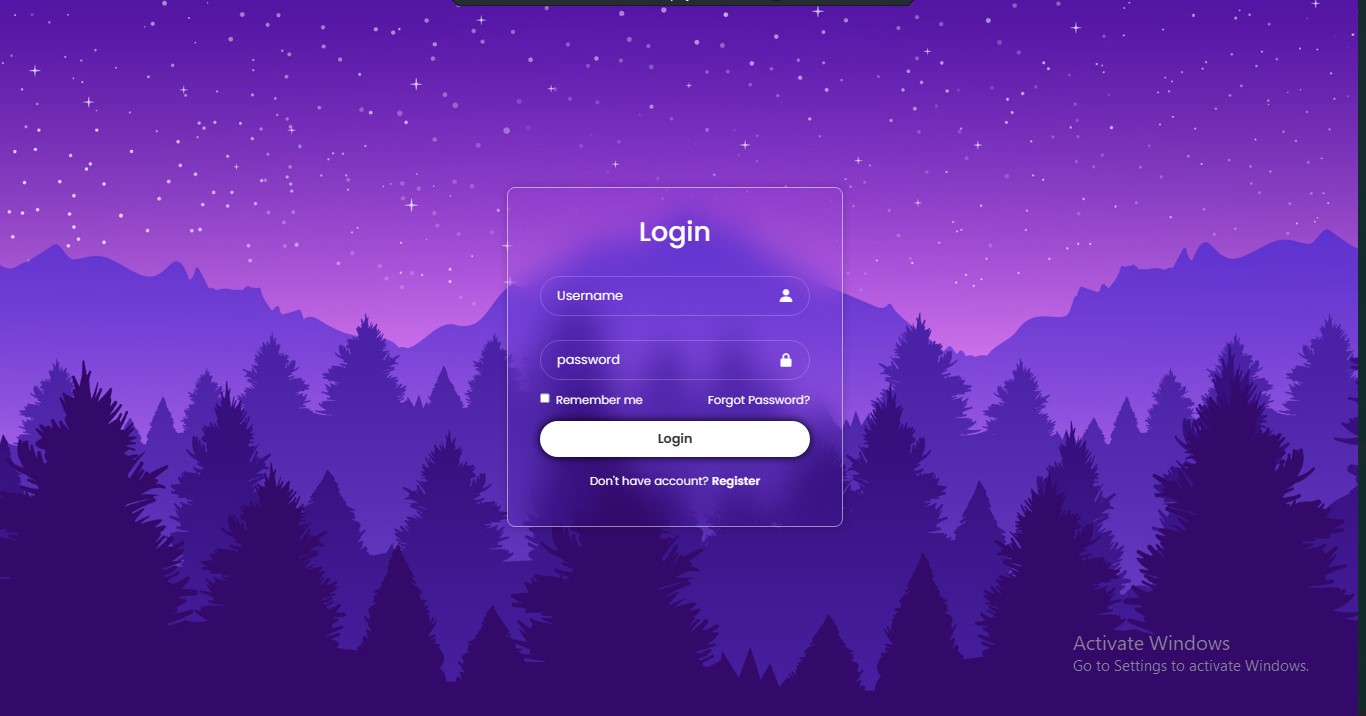 Login
Username
password
Remember me Forgot Password?
Login
Don't have account? Register
Activate Windows
Go to Settings to activate Windows.